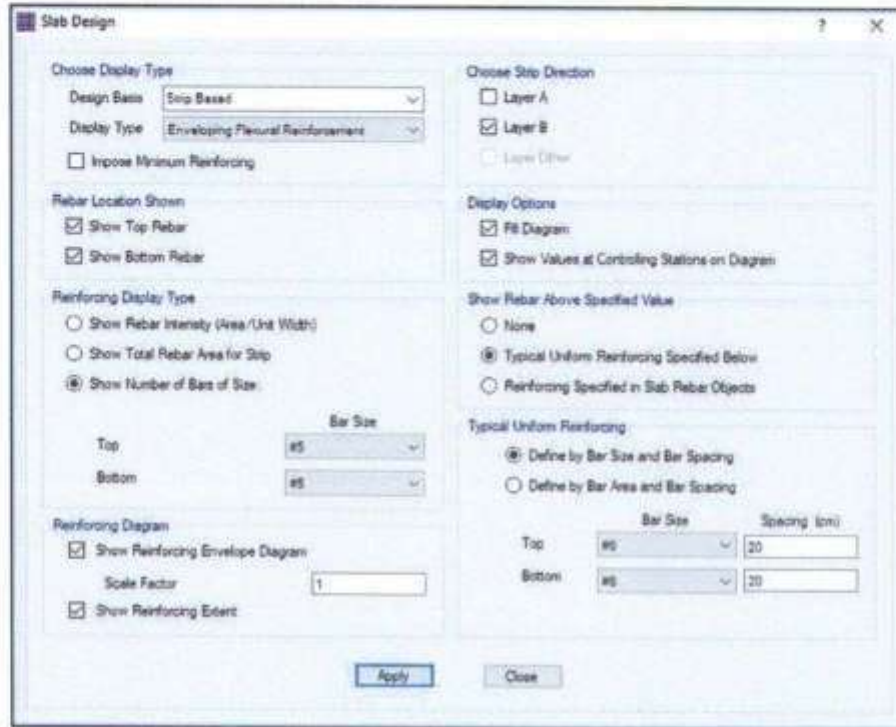 Slab Design
? X
Choose Display Type
Design Basis Strip Based
Display Type Enveloping Flexural Reinforcement
Impose Minimum Reinforcing
Rebar Location Shown
Show Top Rebar
Show Bottom Rebar
Reinforcing Display Type
Show Rebar Intensity (Area/Unit Width)
Show Total Rebar Area for Strip
Show Number of Bars of Size:
Bar Size
Top #5
Bottom #5
Reinforcing Diagram
Show Reinforcing Envelope Diagram
Scale Factor 1
Show Reinforcing Extent
Choose Strip Direction
Layer A
Layer B
Layer Other
Display Options
Fill Diagram
Show Values at Controlling Stations on Diagram
Show Rebar Above Specified Value
None
Typical Uniform Reinforcing Specified Below
Reinforcing Specified in Slab Rebar Objects
Typical Uniform Reinforcing
Define by Bar Size and Bar Spacing
Define by Bar Area and Bar Spacing
Bar Size Spacing (cm)
Top 20
Bottom 20
Apply Close